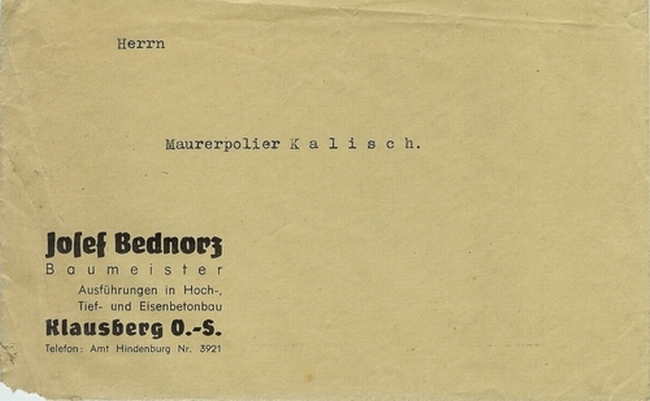 Herrn
Maurerpolier K a l i s c h.
Joſef Bednorz
Baumeister
Ausführungen in Hoch-,
Tief- und Eisenbetonbau
Klausberg O.-S.
Telefon: Amt Hindenburg Nr. 3921